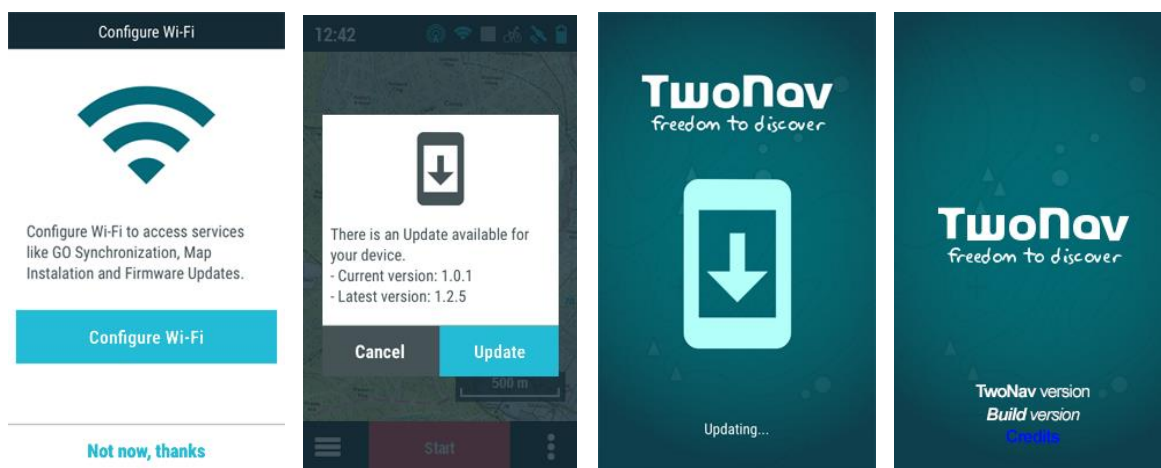 Configure Wi-Fi
Configure Wi-Fi to access services
like GO Synchronization, Map
Instalation and Firmware Updates.
Configure Wi-Fi
Not now, thanks
12:42
There is an Update available for
your device.
- Current version: 1.0.1
- Latest version: 1.2.5
Cancel
Update
500 m
Start
TwoNav
freedom to discover
Updating...
TwoNav
freedom to discover
TwoNav version
Build version
Credits